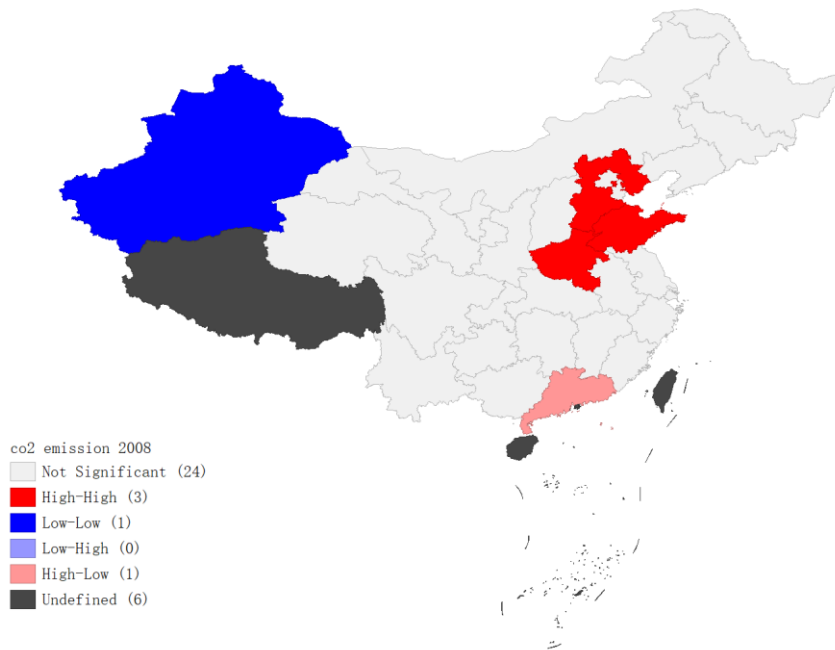 co2 emission 2008
Not Significant (24)
High-High (3)
Low-Low (1)
Low-High (0)
High-Low (1)
Undefined (6)